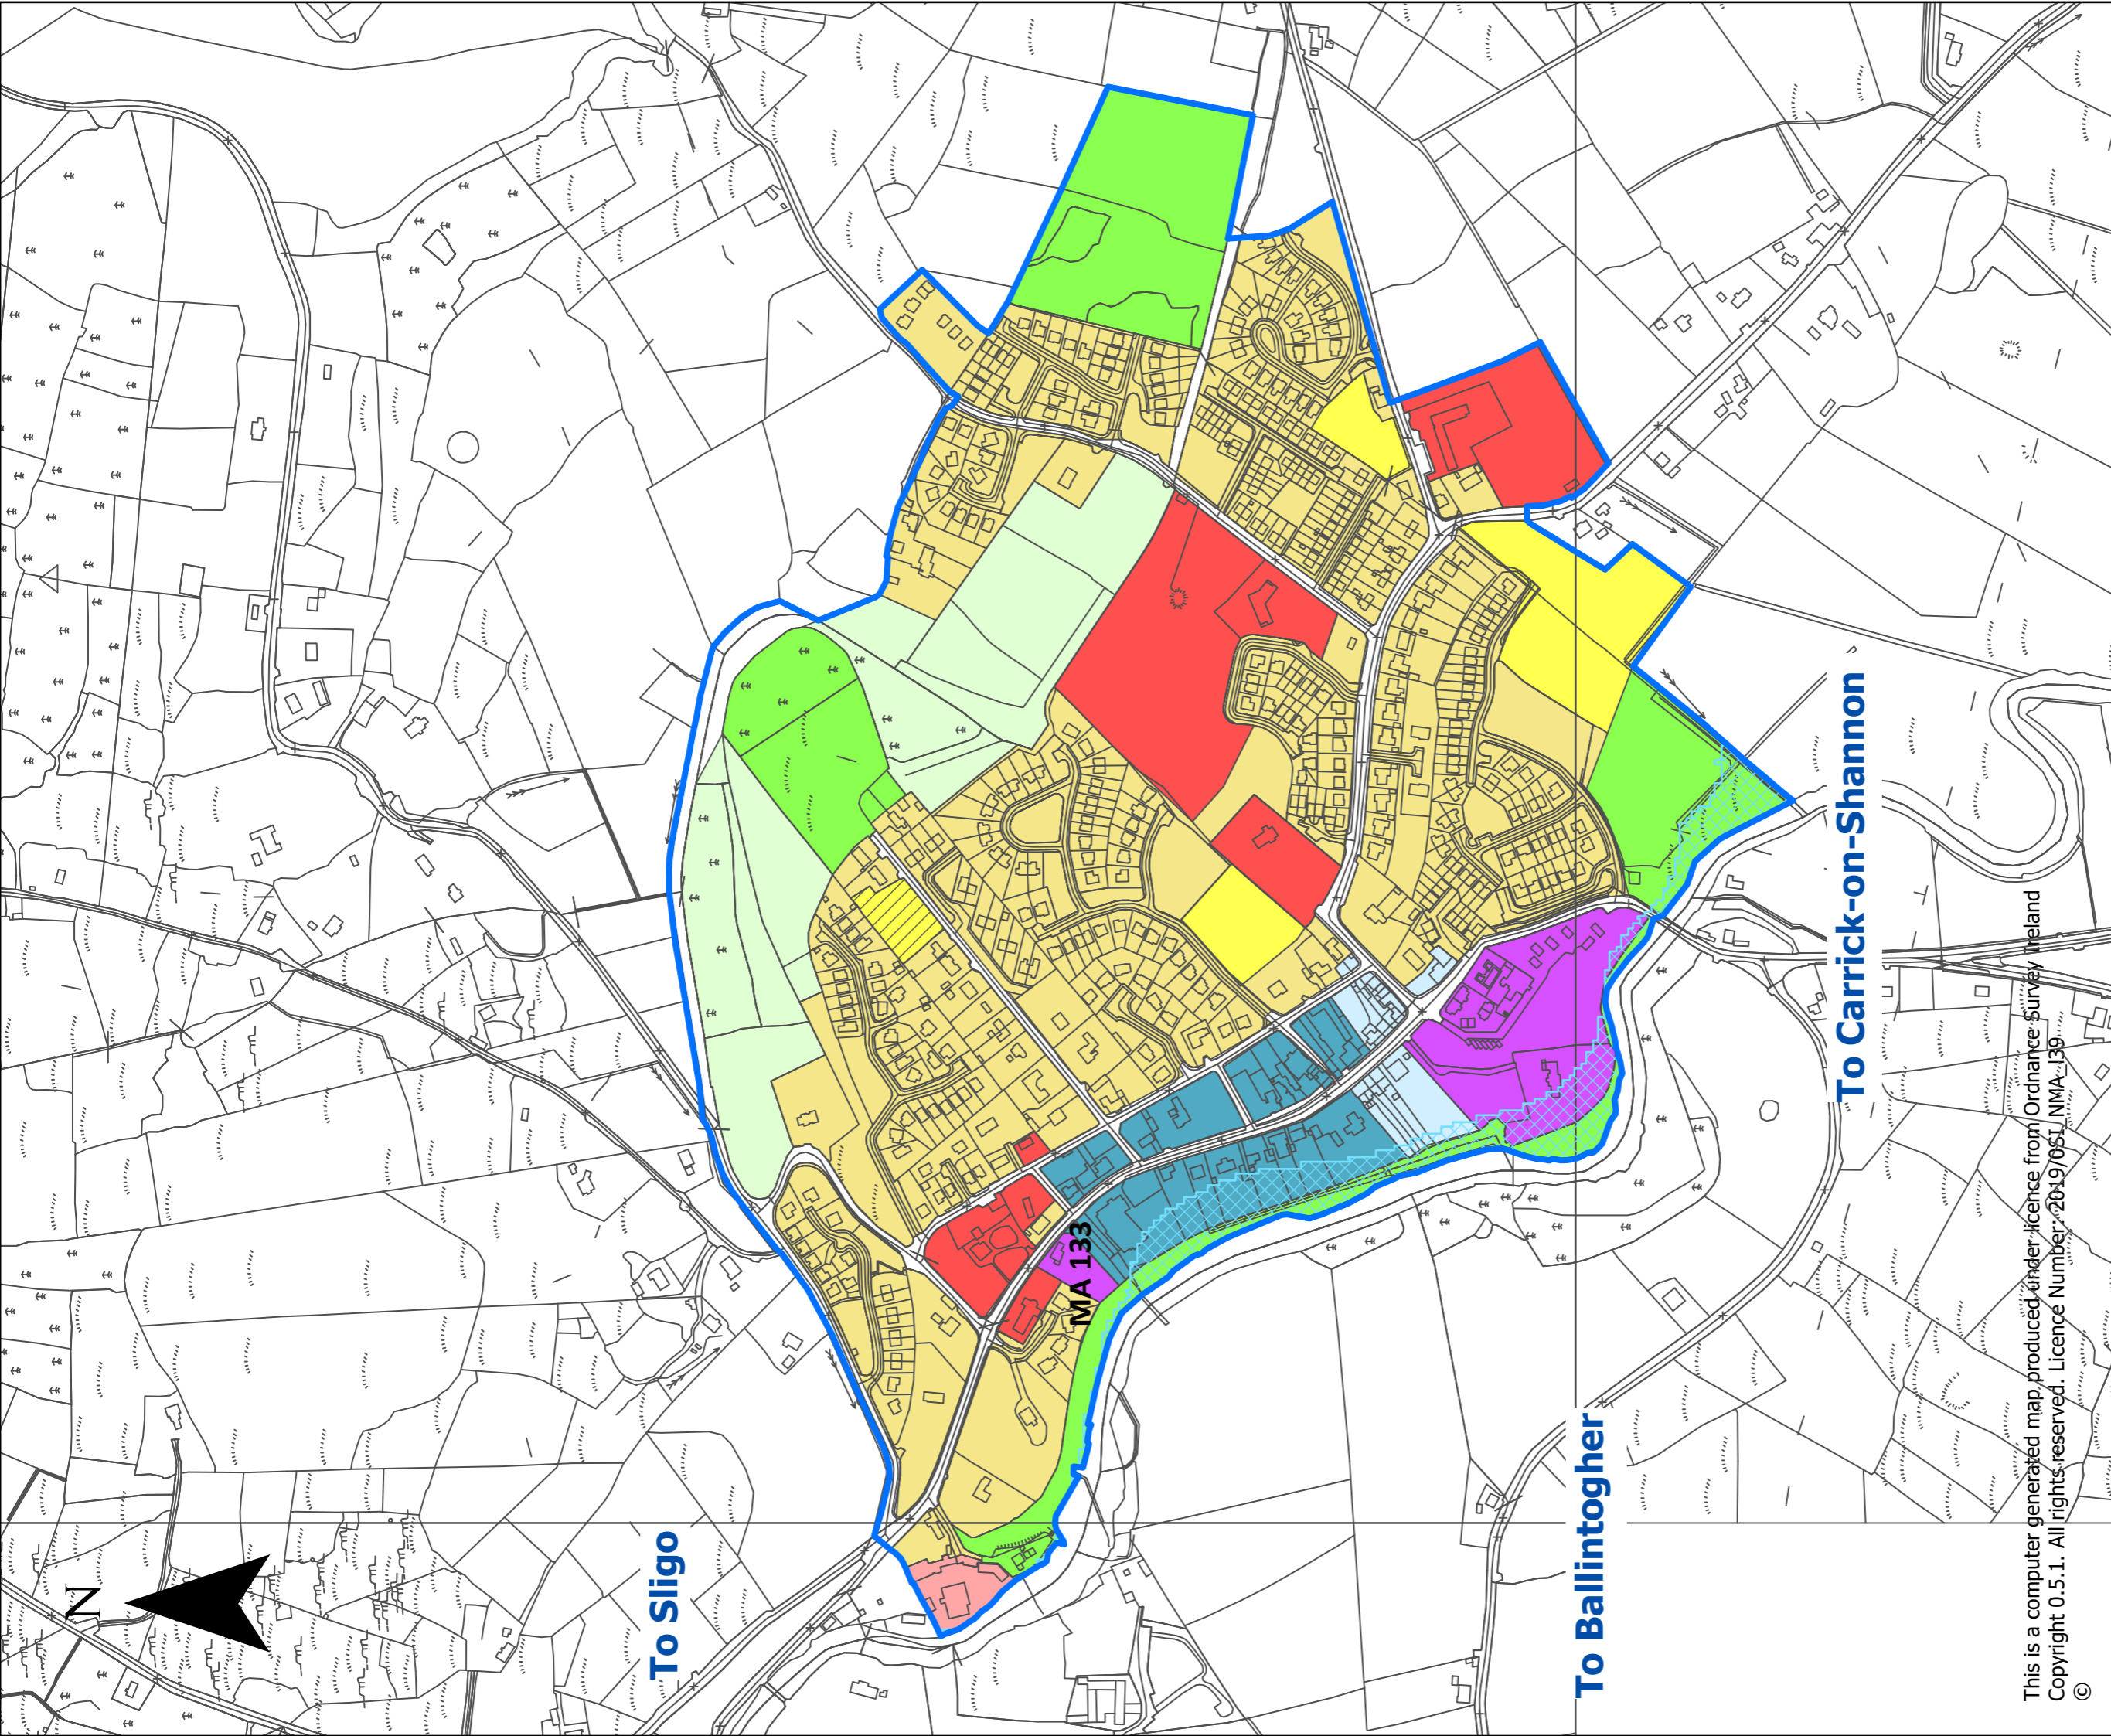 N
To Sligo
MA 133
To Ballintogher
To Carrick-on-Shannon
This is a computer generated map produced under licence from Ordnance Survey Ireland
Copyright 0.5.1. All rights reserved. Licence Number: 2019/0SI_NMA_139
©